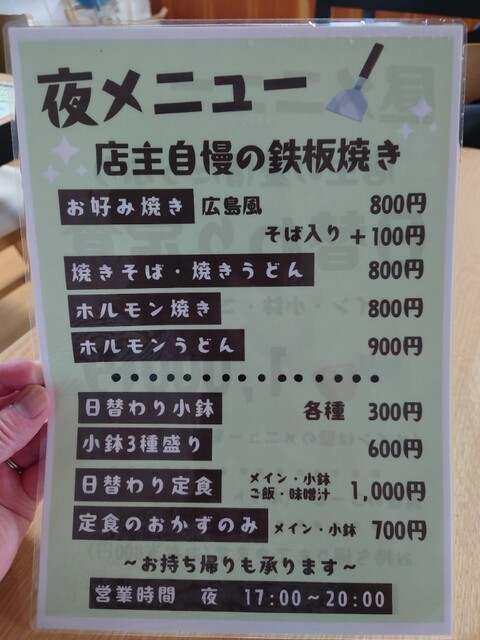 夜メニュー
店主自慢の鉄板焼き
お好み焼き 広島風 800円
そば入り+100円
焼きそば・焼きうどん 800円
ホルモン焼き 800円
ホルモンうどん 900円
日替わり小鉢 各種 300円
小鉢3種盛り 600円
日替わり定食 メイン・小鉢 ご飯・味噌汁 1,000円
定食のおかずのみ メイン・小鉢 700円
~お持ち帰りも承ります~
営業時間 夜 17:00~20:00